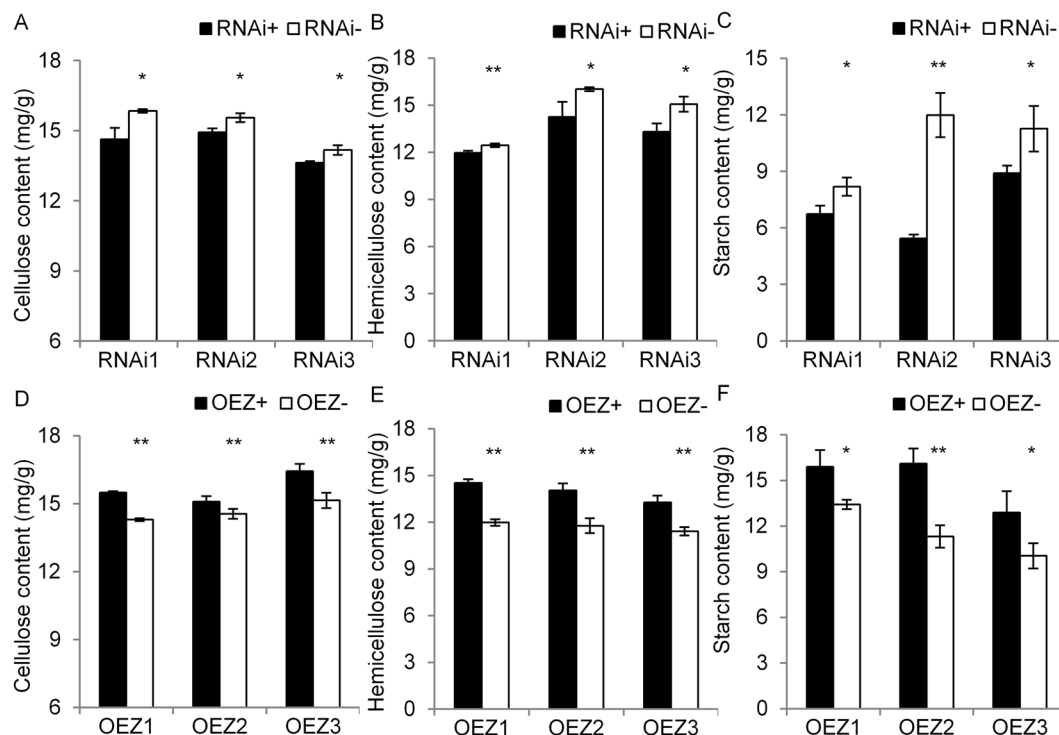 A
■RNAi+ □RNAi-
Cellulose content (mg/g)
18
15
12
9
6
* * *
RNAi1 RNAi2 RNAi3
B
■RNAi+ □RNAi-
Hemicellulose content (mg/g)
18
15
12
9
6
3
0
** * *
RNAi1 RNAi2 RNAi3
C
■RNAi+ □RNAi-
Starch content (mg/g)
15
12
9
6
3
0
* ** *
RNAi1 RNAi2 RNAi3
D
■OEZ+ □OEZ-
Cellulose content (mg/g)
18
15
12
9
6
** ** **
OEZ1 OEZ2 OEZ3
E
■OEZ+ □OEZ-
Hemicellulose content (mg/g)
18
15
12
9
6
3
0
** ** **
OEZ1 OEZ2 OEZ3
F
■OEZ+ □OEZ-
Starch content (mg/g)
18
15
12
9
6
3
0
* ** *
OEZ1 OEZ2 OEZ3